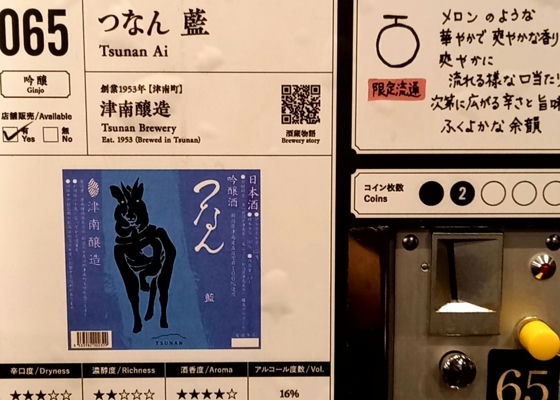 065
つなん 藍
Tsunan Ai
吟醸
Ginjo
創業1953年【津南町】
津南醸造
Tsunan Brewery
Est. 1953 (Brewed in Tsunan)
酒蔵物語
Brewery story
店舗販売/Available
有
Yes
無
No
日本酒
吟醸酒
つなん
藍
津南醸造
TSUNAN
辛口度/Dryness
濃醇度/Richness
酒香度/Aroma
アルコール度数/Vol.
★★★☆☆
★★☆☆☆
★★★★☆
16%
メロンのような
華やかで爽やかな香り
爽やかに
流れる様な口当た
次第に広がる辛さと旨味
ふくよかな余韻
限定流通
コイン枚数
Coins
2
65